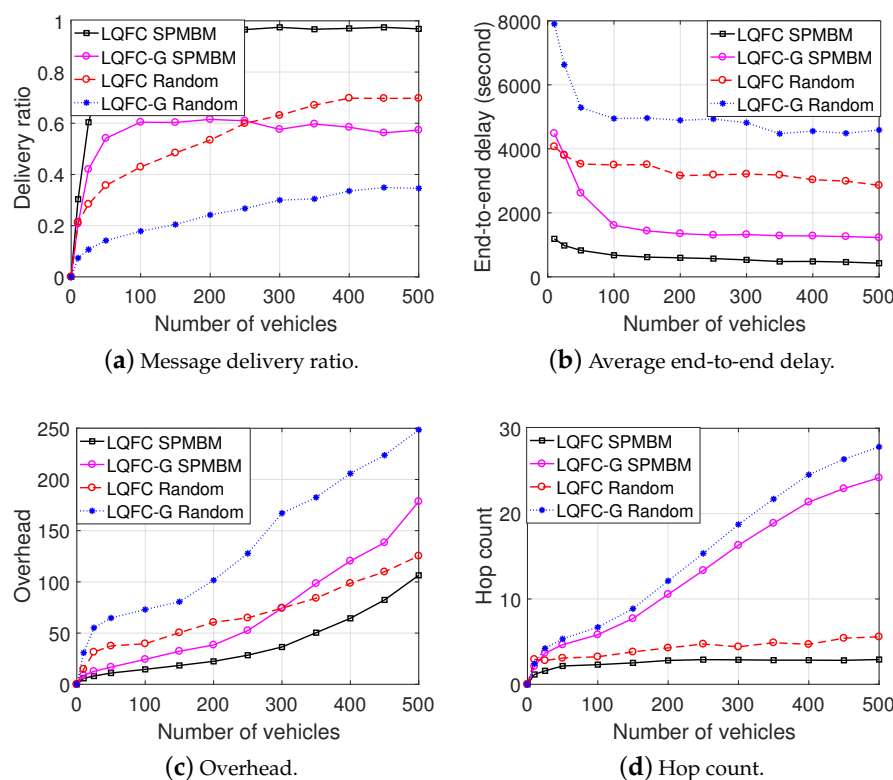 1
0.8
0.6
0.4
0.2
0
Delivery ratio
LQFC SPMBM
LQFC-G SPMBM
LQFC Random
LQFC-G Random
0 100 200 300 400 500
Number of vehicles
(a) Message delivery ratio.
8000
6000
4000
2000
0
End-to-end delay (second)
LQFC SPMBM
LQFC-G SPMBM
LQFC Random
LQFC-G Random
0 100 200 300 400 500
Number of vehicles
(b) Average end-to-end delay.
250
200
150
100
50
0
Overhead
LQFC SPMBM
LQFC-G SPMBM
LQFC Random
LQFC-G Random
0 100 200 300 400 500
Number of vehicles
(c) Overhead.
30
20
10
0
Hop count
LQFC SPMBM
LQFC-G SPMBM
LQFC Random
LQFC-G Random
0 100 200 300 400 500
Number of vehicles
(d) Hop count.